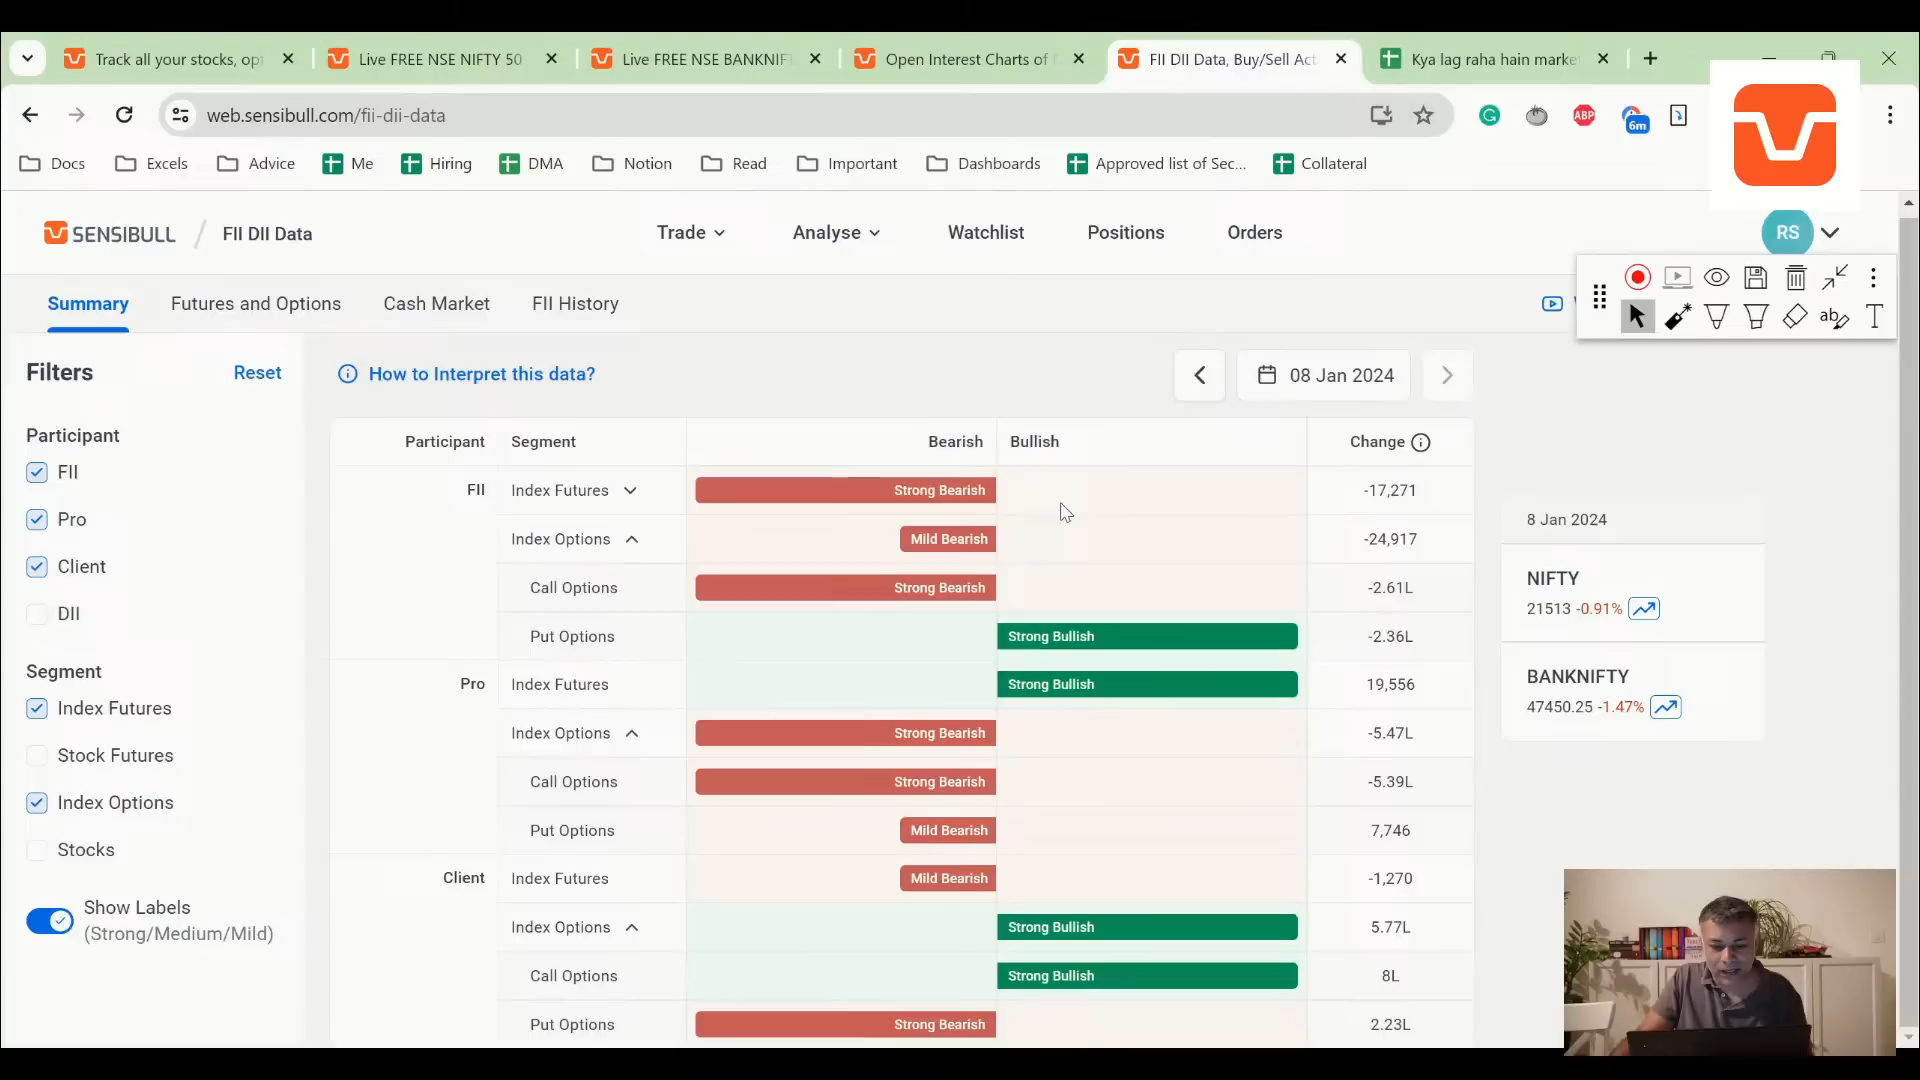 Track all your stocks, opt
Live FREE NSE NIFTY 50
Live FREE NSE BANKNIF
Open Interest Charts of
FII DII Data, Buy/Sell Act
Kya lag raha hain marke
web.sensibull.com/fii-dii-data
ABP
6m
Docs
Excels
Advice
Me
Hiring
DMA
Notion
Read
Important
Dashboards
Approved list of Sec...
Collateral
SENSIBULL / FII DII Data
Trade
Analyse
Watchlist
Positions
Orders
RS
Summary
Futures and Options
Cash Market
FII History
ab
T
Filters
Reset
Participant
FII
Pro
Client
DII
Segment
Index Futures
Stock Futures
Index Options
Stocks
Show Labels
(Strong/Medium/Mild)
How to Interpret this data?
08 Jan 2024
Participant Segment Bearish Bullish Change
FII Index Futures Strong Bearish -17,271
Index Options Mild Bearish -24,917
Call Options Strong Bearish -2.61L
Put Options Strong Bullish -2.36L
Pro Index Futures Strong Bullish 19,556
Index Options Strong Bearish -5.47L
Call Options Strong Bearish -5.39L
Put Options Mild Bearish 7,746
Client Index Futures Mild Bearish -1,270
Index Options Strong Bullish 5.77L
Call Options Strong Bullish 8L
Put Options Strong Bearish 2.23L
8 Jan 2024
NIFTY
21513 -0.91%
BANKNIFTY
47450.25 -1.47%